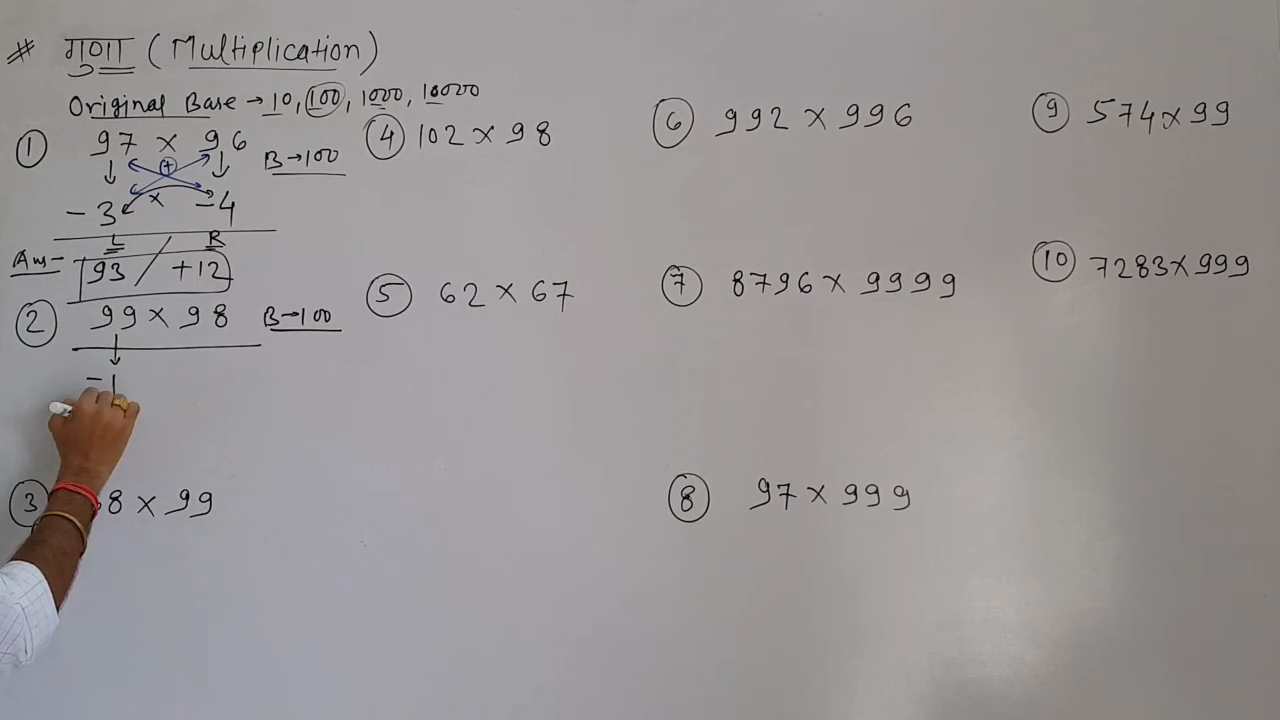 # गुणा (Multiplication)
Original Base → 10, 100, 1000, 10000
① 97 × 96 B→100
+
-3 × -4
L R
Ans- 93 / +12
② 99 × 98 B→100
-1
③ 8 × 99
④ 102 × 98
⑤ 62 × 67
⑥ 992 × 996
⑦ 8796 × 9999
⑧ 97 × 999
⑨ 574 × 99
⑩ 7283 × 999